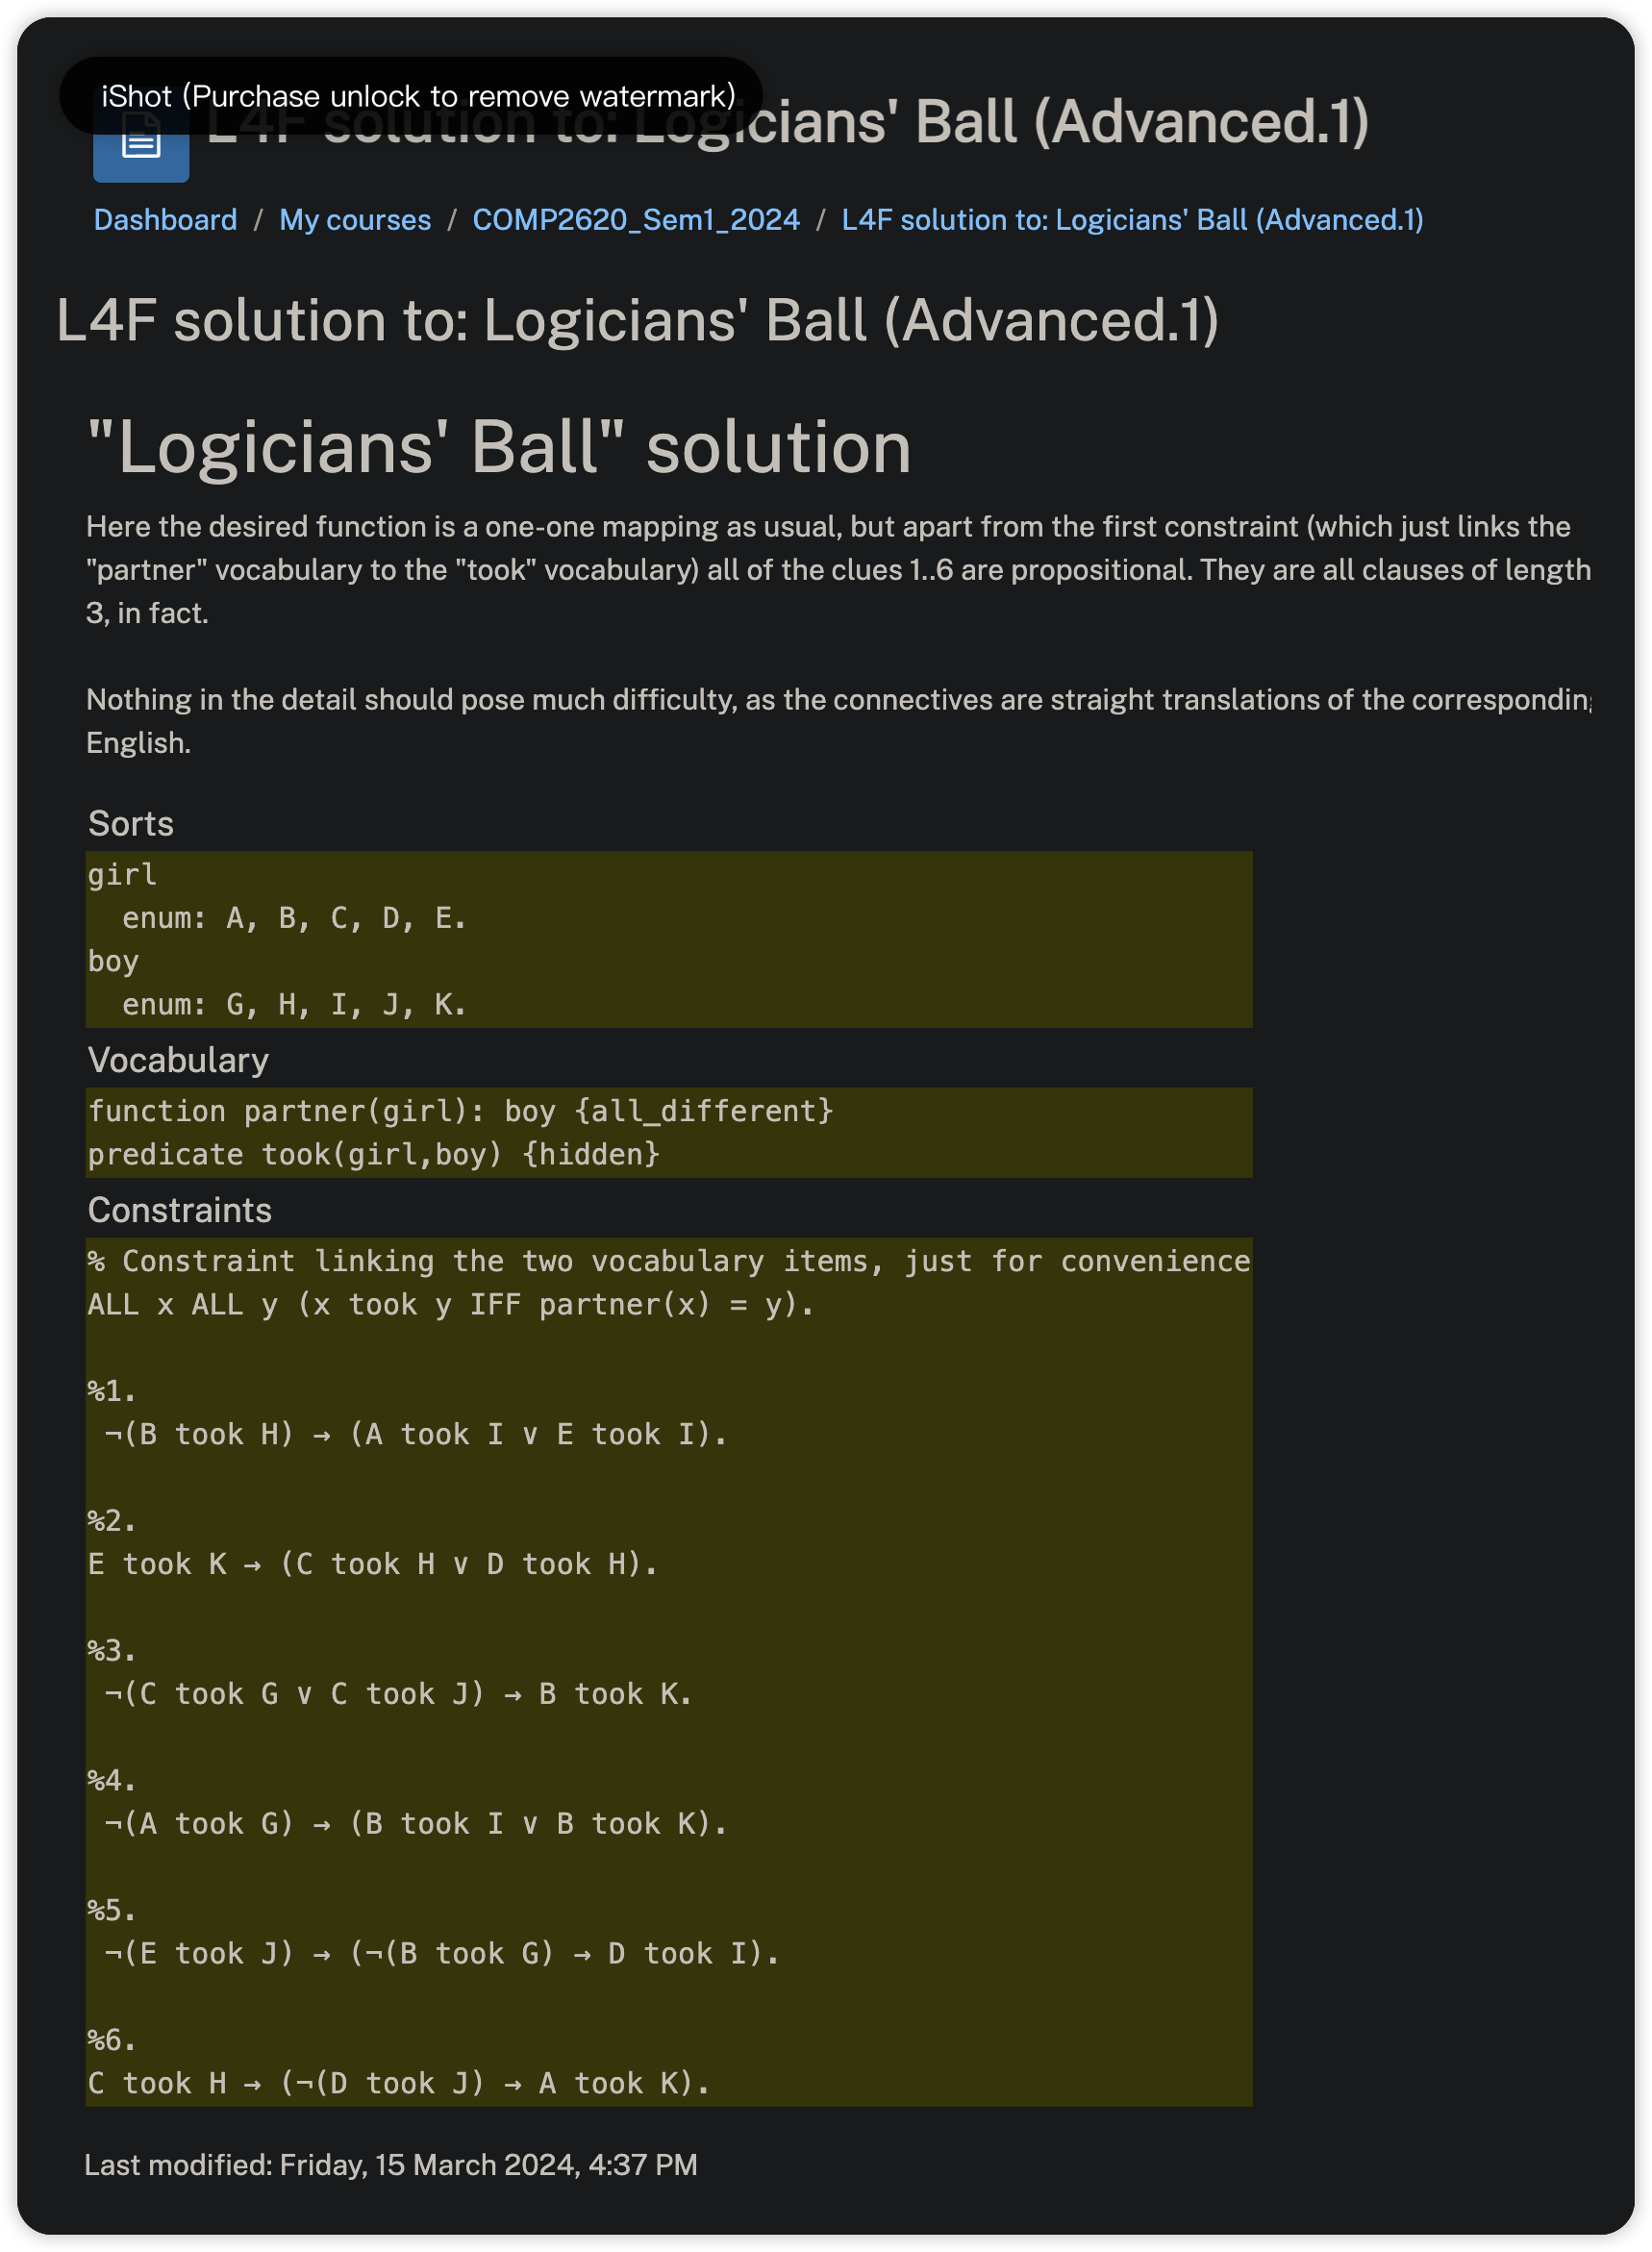 iShot (Purchase unlock to remove watermark)
L4F solution to: Logicians' Ball (Advanced.1)
Dashboard / My courses / COMP2620_Sem1_2024 / L4F solution to: Logicians' Ball (Advanced.1)
L4F solution to: Logicians' Ball (Advanced.1)
"Logicians' Ball" solution
Here the desired function is a one-one mapping as usual, but apart from the first constraint (which just links the
"partner" vocabulary to the "took" vocabulary) all of the clues 1..6 are propositional. They are all clauses of length
3, in fact.
Nothing in the detail should pose much difficulty, as the connectives are straight translations of the corresponding
English.
Sorts
girl
enum: A, B, C, D, E.
boy
enum: G, H, I, J, K.
Vocabulary
function partner(girl): boy {all_different}
predicate took(girl,boy) {hidden}
Constraints
% Constraint linking the two vocabulary items, just for convenience
ALL x ALL y (x took y IFF partner(x) = y).
%1.
¬(B took H) → (A took I ∨ E took I).
%2.
E took K → (C took H ∨ D took H).
%3.
¬(C took G ∨ C took J) → B took K.
%4.
¬(A took G) → (B took I ∨ B took K).
%5.
¬(E took J) → (¬(B took G) → D took I).
%6.
C took H → (¬(D took J) → A took K).
Last modified: Friday, 15 March 2024, 4:37 PM